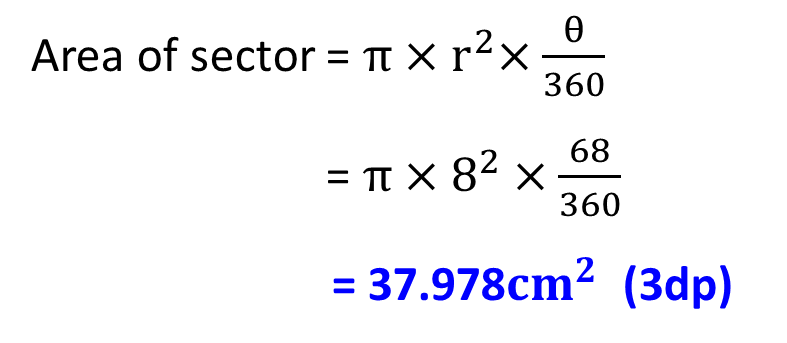 Area of sector = π × r² × θ/360
= π × 8² × 68/360
= 37.978cm² (3dp)